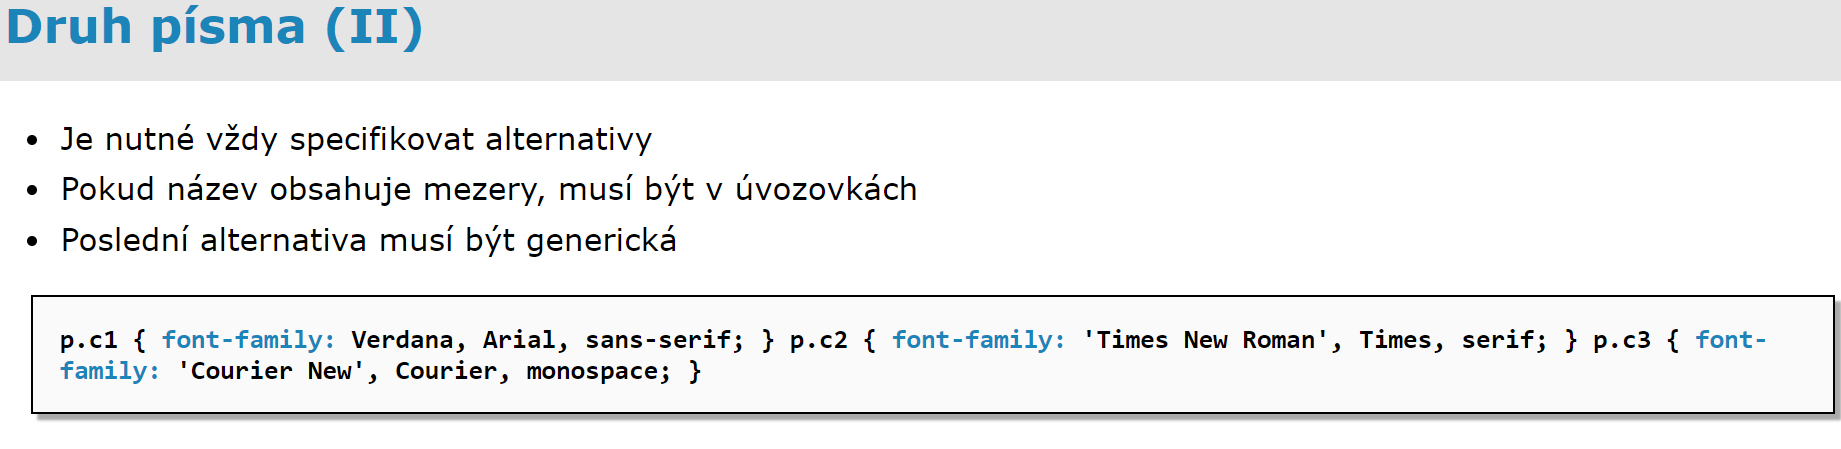 Druh písma (II)
Je nutné vždy specifikovat alternativy
Pokud název obsahuje mezery, musí být v úvozovkách
Poslední alternativa musí být generická
p.c1 { font-family: Verdana, Arial, sans-serif; } p.c2 { font-family: 'Times New Roman', Times, serif; } p.c3 { font-
family: 'Courier New', Courier, monospace; }